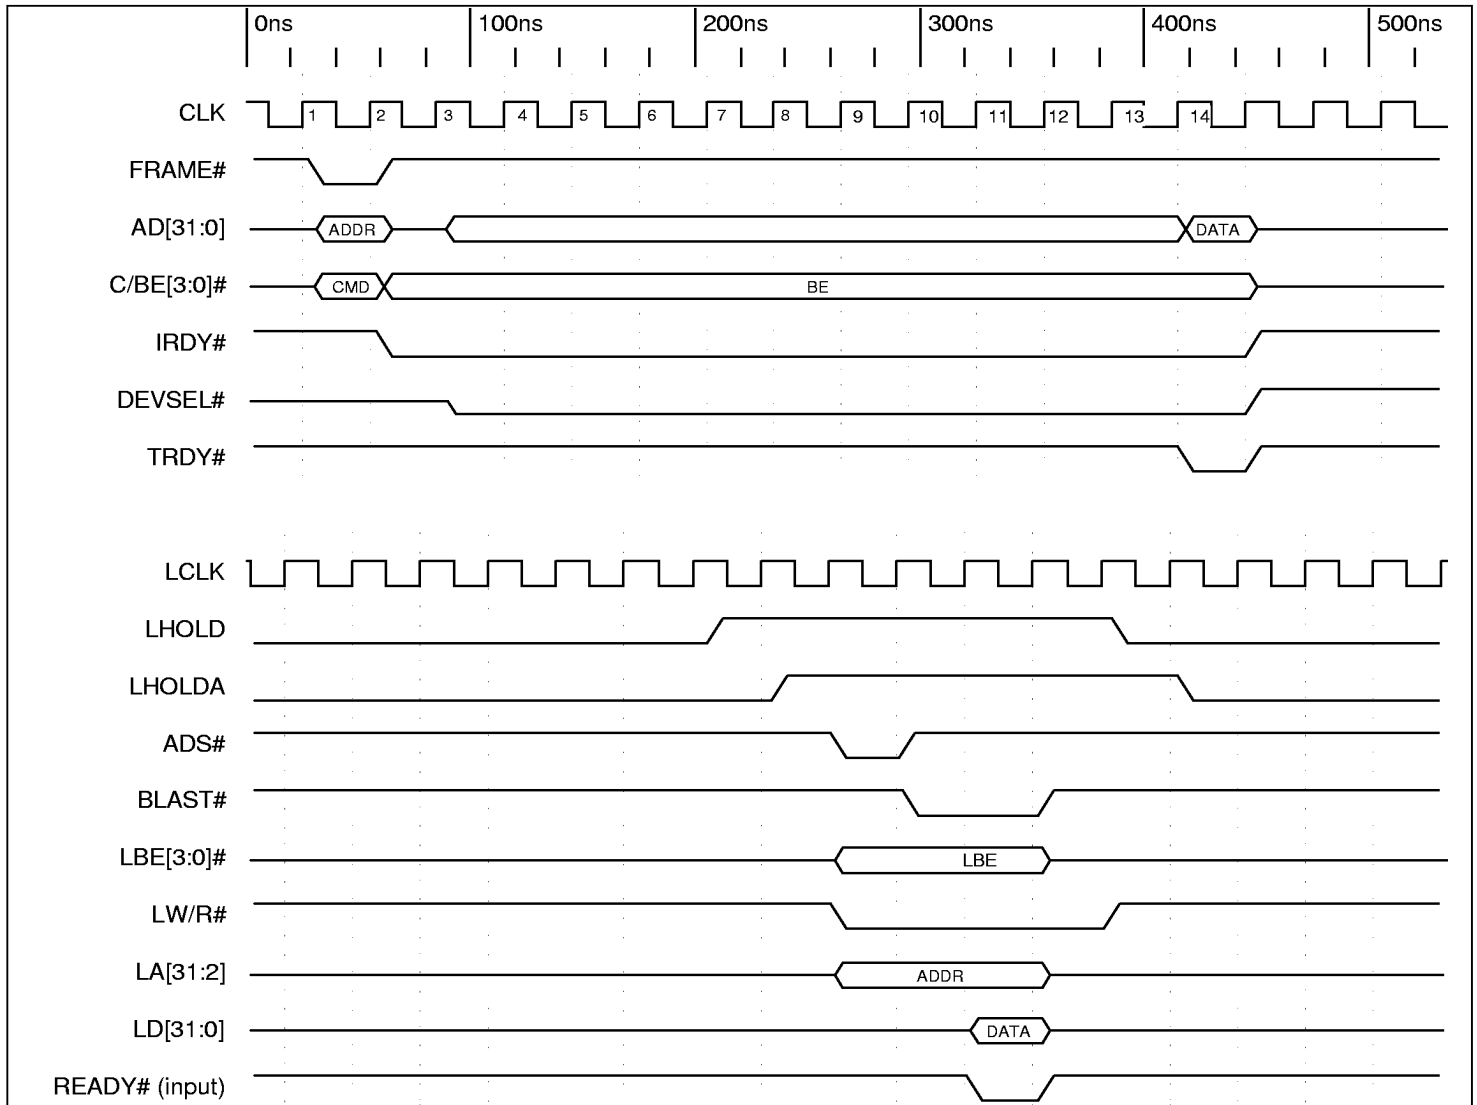 0ns 100ns 200ns 300ns 400ns 500ns
CLK 1 2 3 4 5 6 7 8 9 10 11 12 13 14
FRAME#
AD[31:0] ADDR DATA
C/BE[3:0]# CMD BE
IRDY#
DEVSEL#
TRDY#
LCLK
LHOLD
LHOLDA
ADS#
BLAST#
LBE[3:0]# LBE
LW/R#
LA[31:2] ADDR
LD[31:0] DATA
READY# (input)